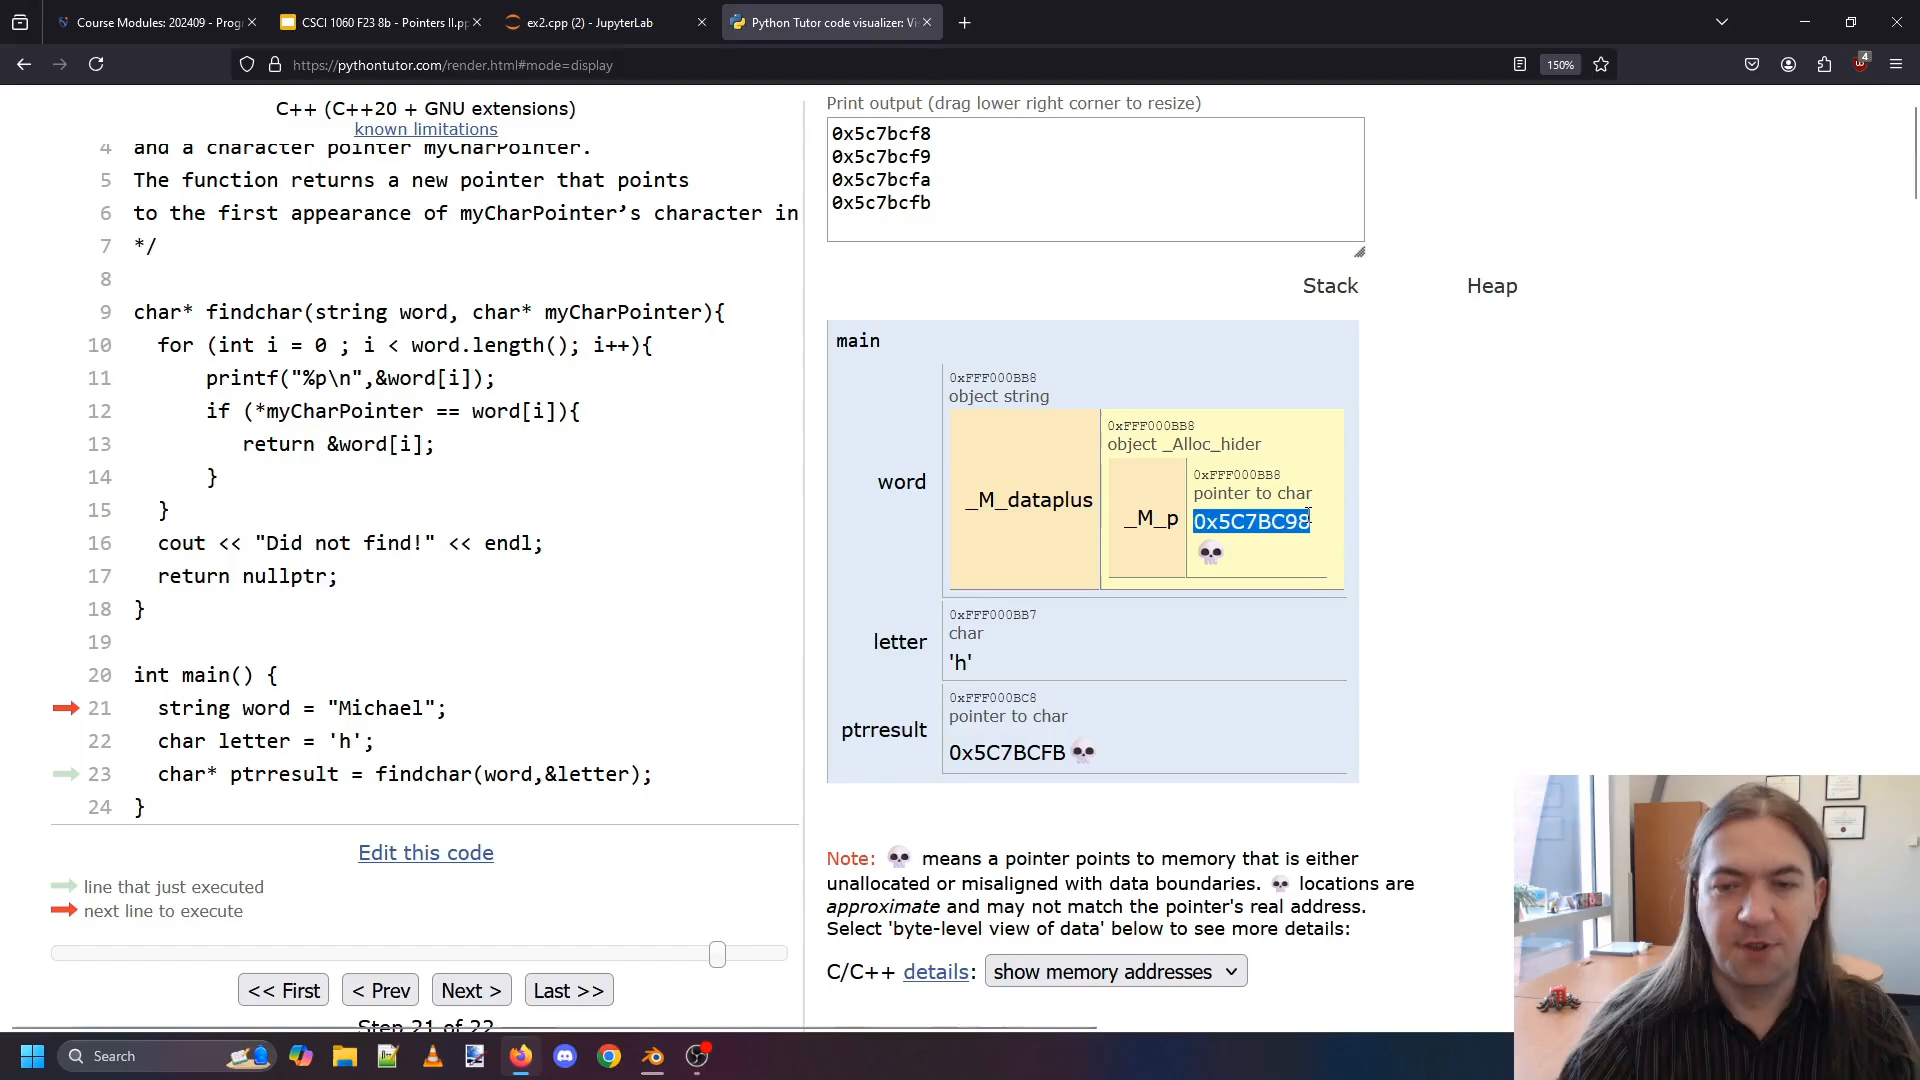 Course Modules: 202409 - Prog
CSCI 1060 F23 8b - Pointers II.pp
ex2.cpp (2) - JupyterLab
Python Tutor code visualizer: Vi
https://pythontutor.com/render.html#mode=display
150%
4
C++ (C++20 + GNU extensions)
known limitations
4 and a character pointer myCharPointer.
5 The function returns a new pointer that points
6 to the first appearance of myCharPointer’s character in
7 */
8
9 char* findchar(string word, char* myCharPointer){
10 for (int i = 0 ; i < word.length(); i++){
11 printf("%p\n",&word[i]);
12 if (*myCharPointer == word[i]){
13 return &word[i];
14 }
15 }
16 cout << "Did not find!" << endl;
17 return nullptr;
18 }
19
20 int main() {
21 string word = "Michael";
22 char letter = 'h';
23 char* ptrresult = findchar(word,&letter);
24 }
Edit this code
line that just executed
next line to execute
<< First
< Prev
Next >
Last >>
Step 21 of 22
Print output (drag lower right corner to resize)
0x5c7bcf8
0x5c7bcf9
0x5c7bcfa
0x5c7bcfb
Stack
Heap
main
word
0xFFF000BB8
object string
_M_dataplus
0xFFF000BB8
object _Alloc_hider
_M_p
0xFFF000BB8
pointer to char
0x5C7BC98
letter
0xFFF000BB7
char
'h'
ptrresult
0xFFF000BC8
pointer to char
0x5C7BCFB
Note: means a pointer points to memory that is either
unallocated or misaligned with data boundaries. locations are
approximate and may not match the pointer's real address.
Select 'byte-level view of data' below to see more details:
C/C++ details: show memory addresses
Search